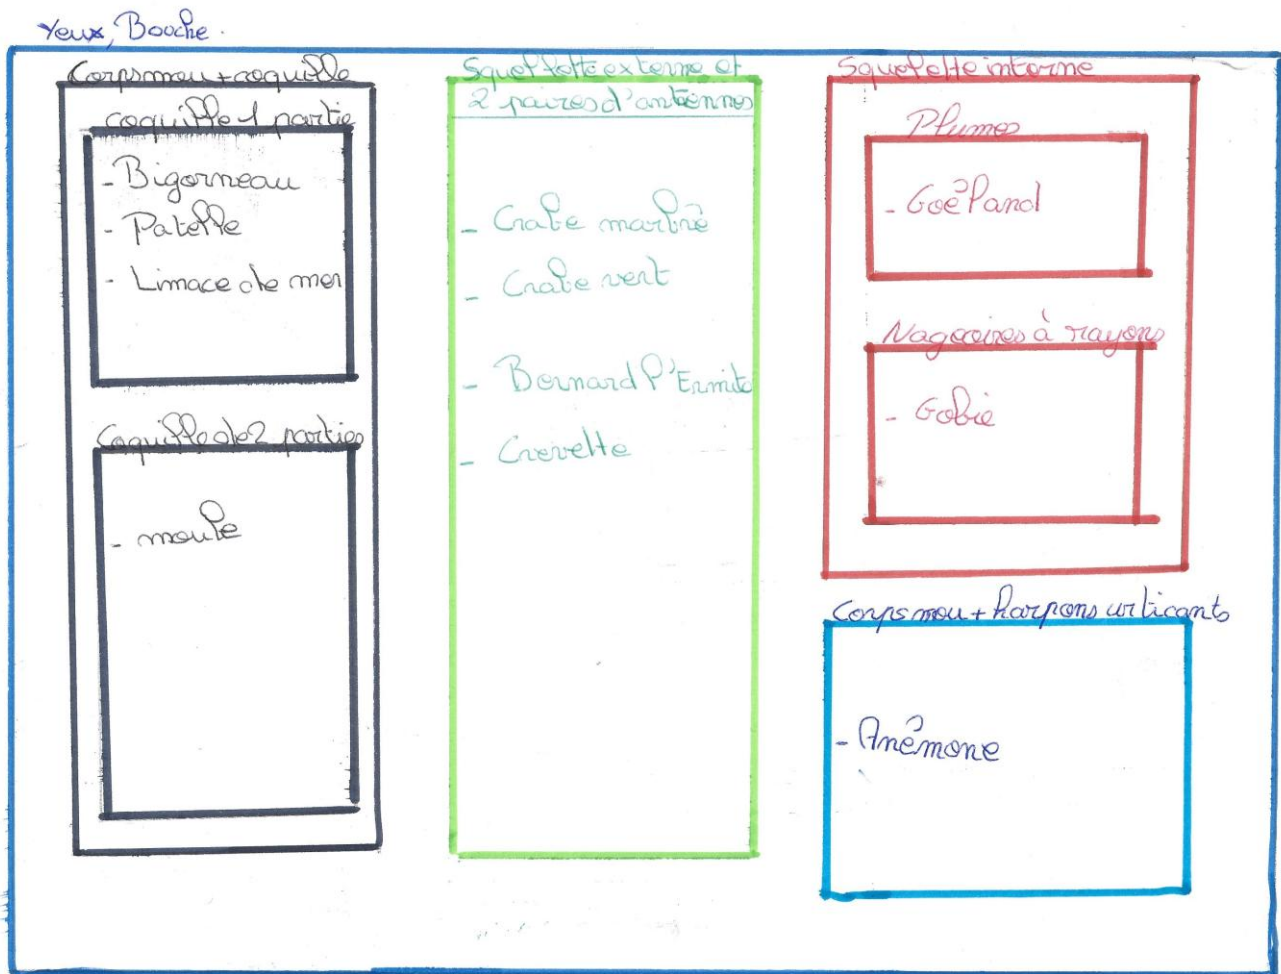 Yeux, Bouche.
Corps mou + coquille
coquille 1 partie
- Bigorneau
- Patelle
- Limace de mer
Coquille de 2 parties
- moule
Squelette externe et
2 paires d'antennes
- Crabe marbré
- Crabe vert
- Bernard l'Ermite
- Crevette
Squelette interne
Plumes
- Goéland
Nageoires à rayons
- Gobie
Corps mou + harpons urticants
- Anémone